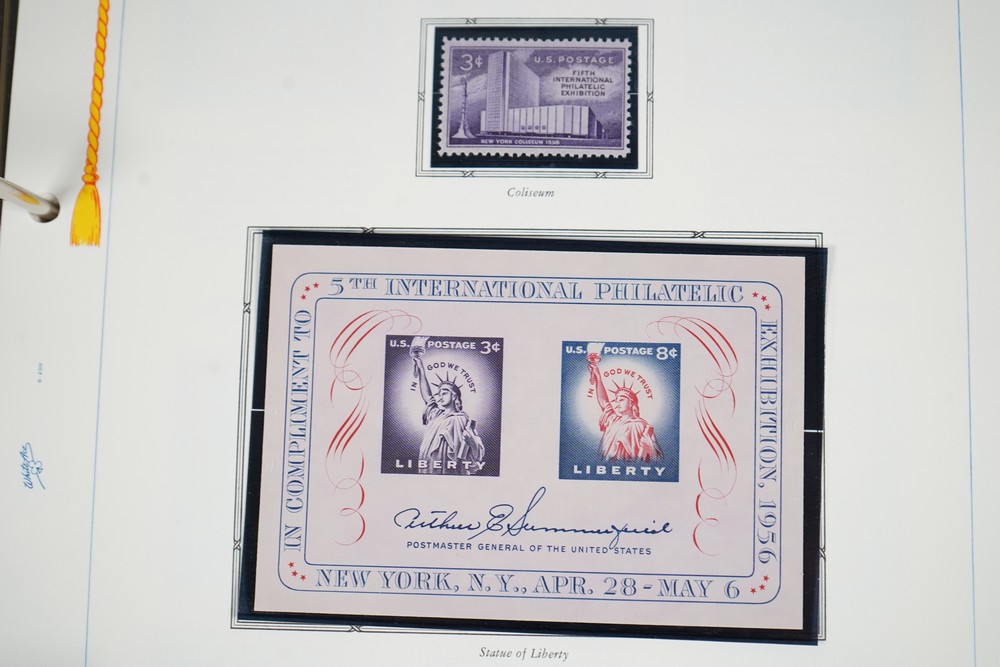 3¢ U.S. POSTAGE
FIFTH
INTERNATIONAL
PHILATELIC
EXHIBITION
NEW YORK COLISEUM 1956
Coliseum
5TH INTERNATIONAL PHILATELIC
EXHIBITION, 1956
IN COMPLIMENT TO
U.S. POSTAGE 3¢
IN GOD WE TRUST
LIBERTY
U.S. POSTAGE 8¢
IN GOD WE TRUST
LIBERTY
Arthur E Summerfield
POSTMASTER GENERAL OF THE UNITED STATES
NEW YORK, N.Y., APR. 28 - MAY 6
Statue of Liberty